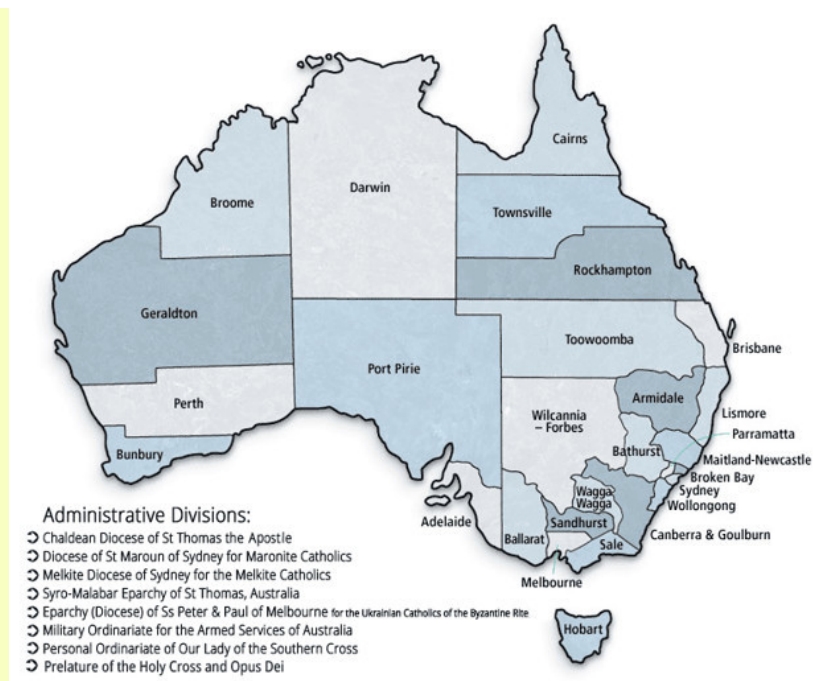 Cairns
Darwin
Broome
Townsville
Rockhampton
Geraldton
Toowoomba
Brisbane
Port Pirie
Armidale
Perth
Wilcannia
– Forbes
Lismore
Parramatta
Bunbury
Bathurst
Maitland-Newcastle
Broken Bay
Sydney
Wagga
Wagga
Wollongong
Adelaide
Sandhurst
Canberra & Goulburn
Ballarat
Sale
Melbourne
Hobart
Administrative Divisions:
Chaldean Diocese of St Thomas the Apostle
Diocese of St Maroun of Sydney for Maronite Catholics
Melkite Diocese of Sydney for the Melkite Catholics
Syro-Malabar Eparchy of St Thomas, Australia
Eparchy (Diocese) of Ss Peter & Paul of Melbourne for the Ukrainian Catholics of the Byzantine Rite
Military Ordinariate for the Armed Services of Australia
Personal Ordinariate of Our Lady of the Southern Cross
Prelature of the Holy Cross and Opus Dei